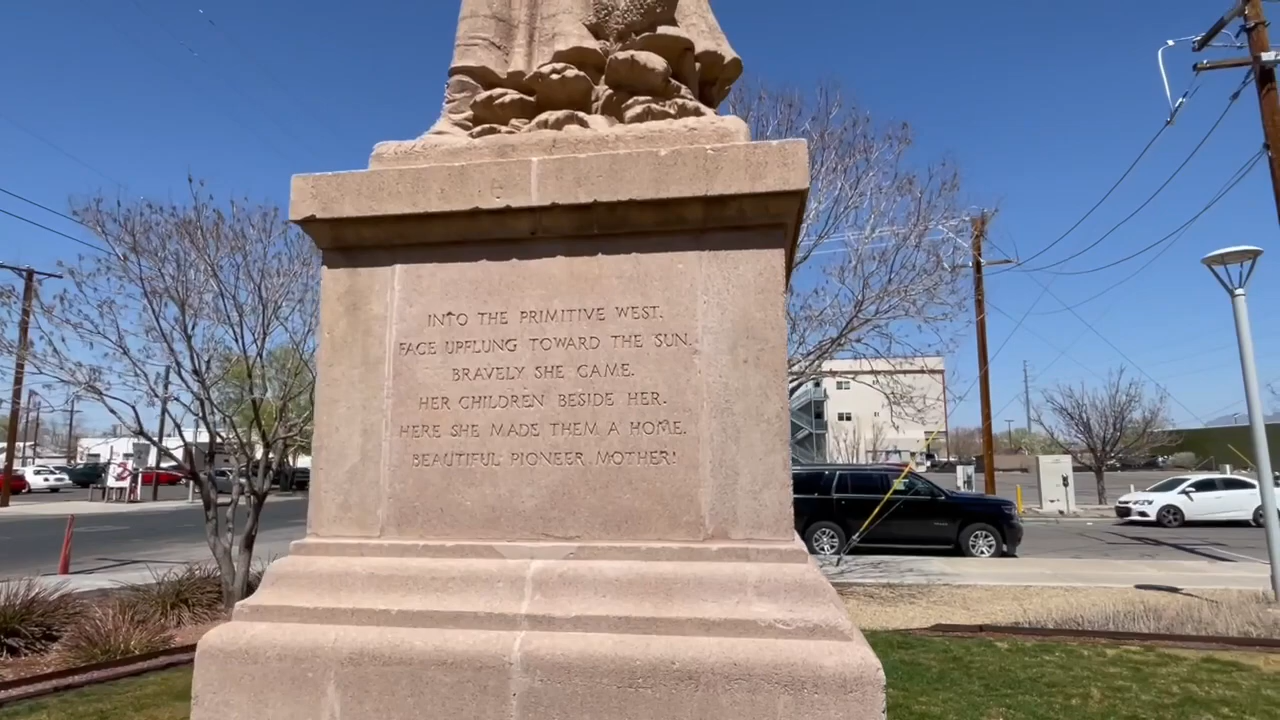 INTO THE PRIMITIVE WEST.
FACE UPFLUNG TOWARD THE SUN.
BRAVELY SHE CAME.
HER CHILDREN BESIDE HER.
HERE SHE MADE THEM A HOME.
BEAUTIFUL PIONEER MOTHER!